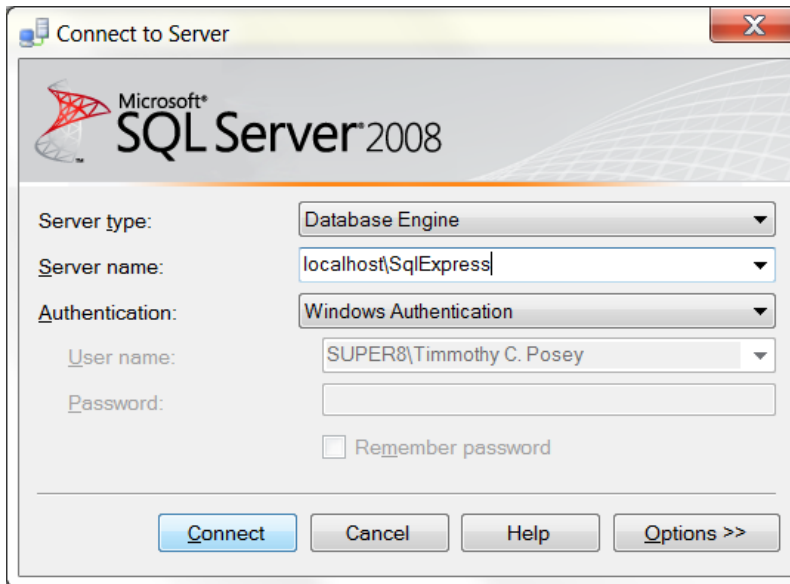 Connect to Server
X
Microsoft®
SQL Server® 2008
Server type: Database Engine
Server name: localhost\SqlExpress
Authentication: Windows Authentication
User name: SUPER8\Timmothy C. Posey
Password:
Remember password
Connect Cancel Help Options >>